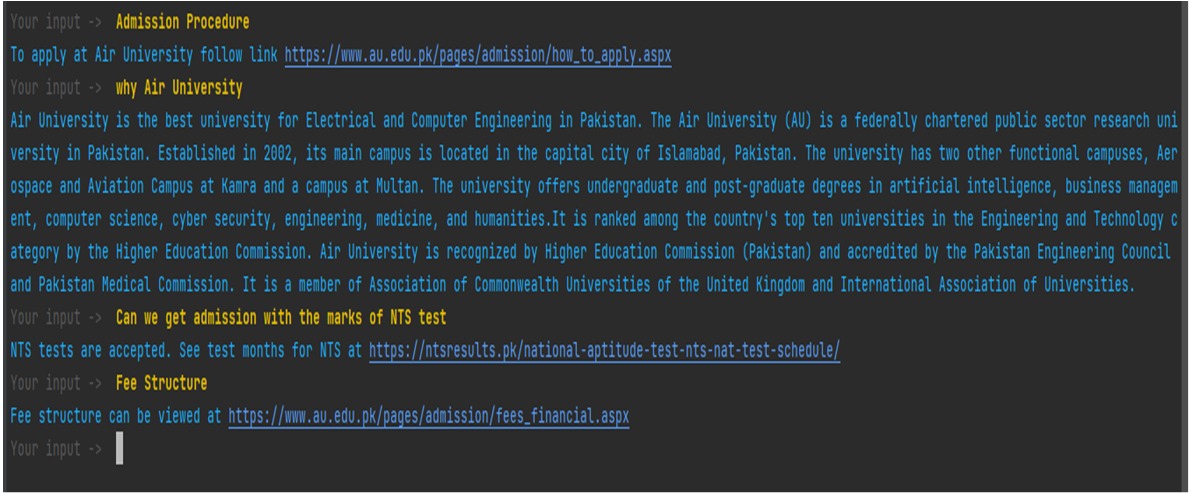 Your input -> Admission Procedure
To apply at Air University follow link https://www.au.edu.pk/pages/admission/how_to_apply.aspx
Your input -> why Air University
Air University is the best university for Electrical and Computer Engineering in Pakistan. The Air University (AU) is a federally chartered public sector research uni
versity in Pakistan. Established in 2002, its main campus is located in the capital city of Islamabad, Pakistan. The university has two other functional campuses, Aer
ospace and Aviation Campus at Kamra and a campus at Multan. The university offers undergraduate and post-graduate degrees in artificial intelligence, business managem
ent, computer science, cyber security, engineering, medicine, and humanities.It is ranked among the country's top ten universities in the Engineering and Technology c
ategory by the Higher Education Commission. Air University is recognized by Higher Education Commission (Pakistan) and accredited by the Pakistan Engineering Council
and Pakistan Medical Commission. It is a member of Association of Commonwealth Universities of the United Kingdom and International Association of Universities.
Your input -> Can we get admission with the marks of NTS test
NTS tests are accepted. See test months for NTS at https://ntsresults.pk/national-aptitude-test-nts-nat-test-schedule/
Your input -> Fee Structure
Fee structure can be viewed at https://www.au.edu.pk/pages/admission/fees_financial.aspx
Your input ->